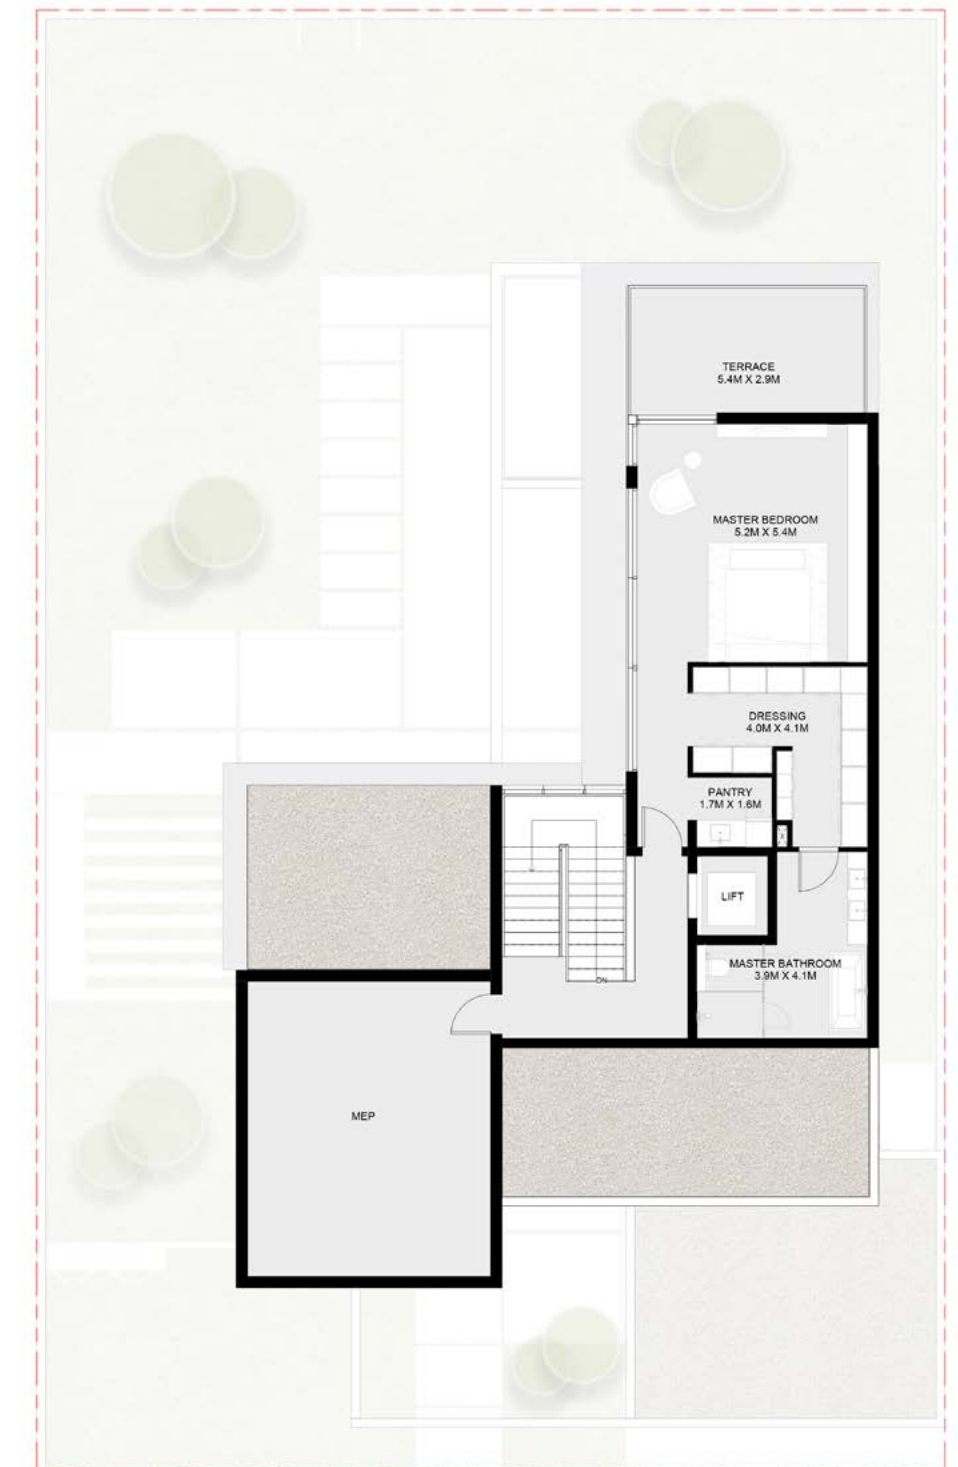 TERRACE
5.4M X 2.9M
MASTER BEDROOM
5.2M X 5.4M
DRESSING
4.0M X 4.1M
PANTRY
1.7M X 1.6M
LIFT
MASTER BATHROOM
3.9M X 4.1M
DN
MEP